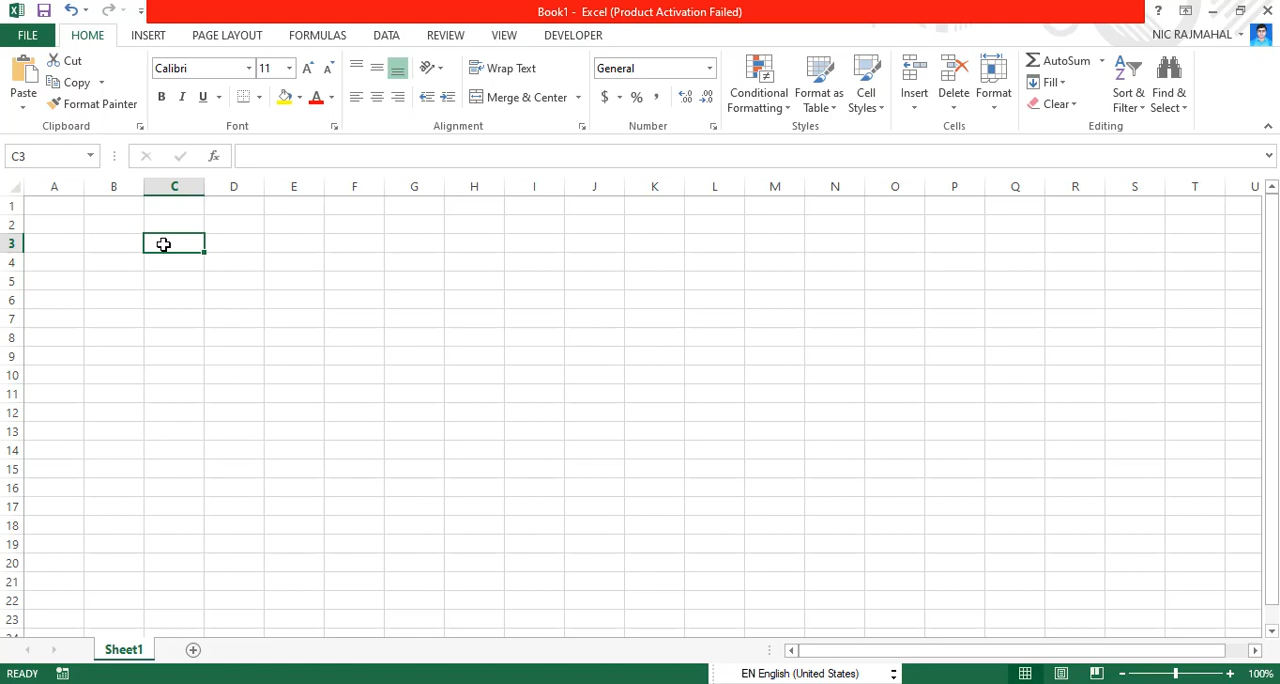 Book1 - Excel (Product Activation Failed)
?
FILE HOME INSERT PAGE LAYOUT FORMULAS DATA REVIEW VIEW DEVELOPER NIC RAJMAHAL
Paste
Cut
Copy
Format Painter
Clipboard
Calibri 11
B I U
Font
Wrap Text
Merge & Center
Alignment
General
$ % ,
Number
Conditional
Formatting
Format as
Table
Cell
Styles
Styles
Insert
Delete
Format
Cells
AutoSum
Fill
Clear
Sort &
Filter
Find &
Select
Editing
C3 fx
A B C D E F G H I J K L M N O P Q R S T U
1
2
3
4
5
6
7
8
9
10
11
12
13
14
15
16
17
18
19
20
21
22
23
24
Sheet1
READY EN English (United States) 100%